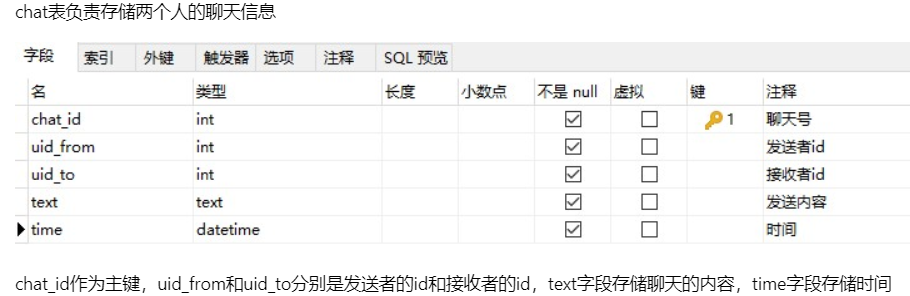 chat表负责存储两个人的聊天信息
字段 索引 外键 触发器 选项 注释 SQL 预览
名 类型 长度 小数点 不是 null 虚拟 键 注释
chat_id int 1 聊天号
uid_from int 发送者id
uid_to int 接收者id
text text 发送内容
time datetime 时间
chat_id作为主键，uid_from和uid_to分别是发送者的id和接收者的id，text字段存储聊天的内容，time字段存储时间